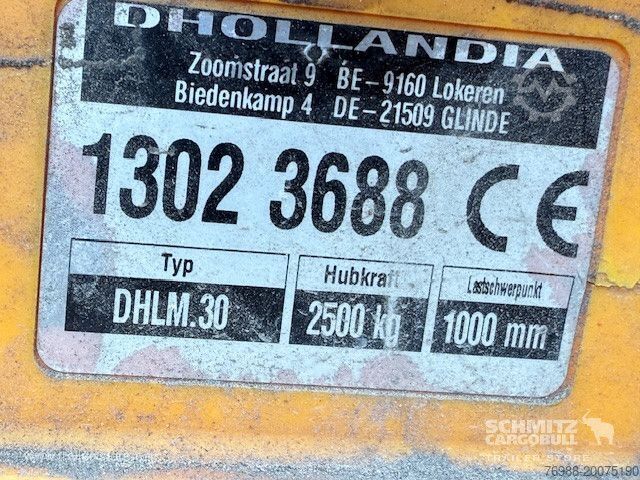 DHOLLANDIA
Zoomstraat 9 BE-9160 Lokeren
Biedenkamp 4 DE-21509 GLINDE
1302 3688 CE
Typ
DHLM.30
Hubkraft
2500 kg
Lastschwerpunkt
1000 mm
SCHMITZ
CARGOBULL
TRAILER STORE
76988-20075190